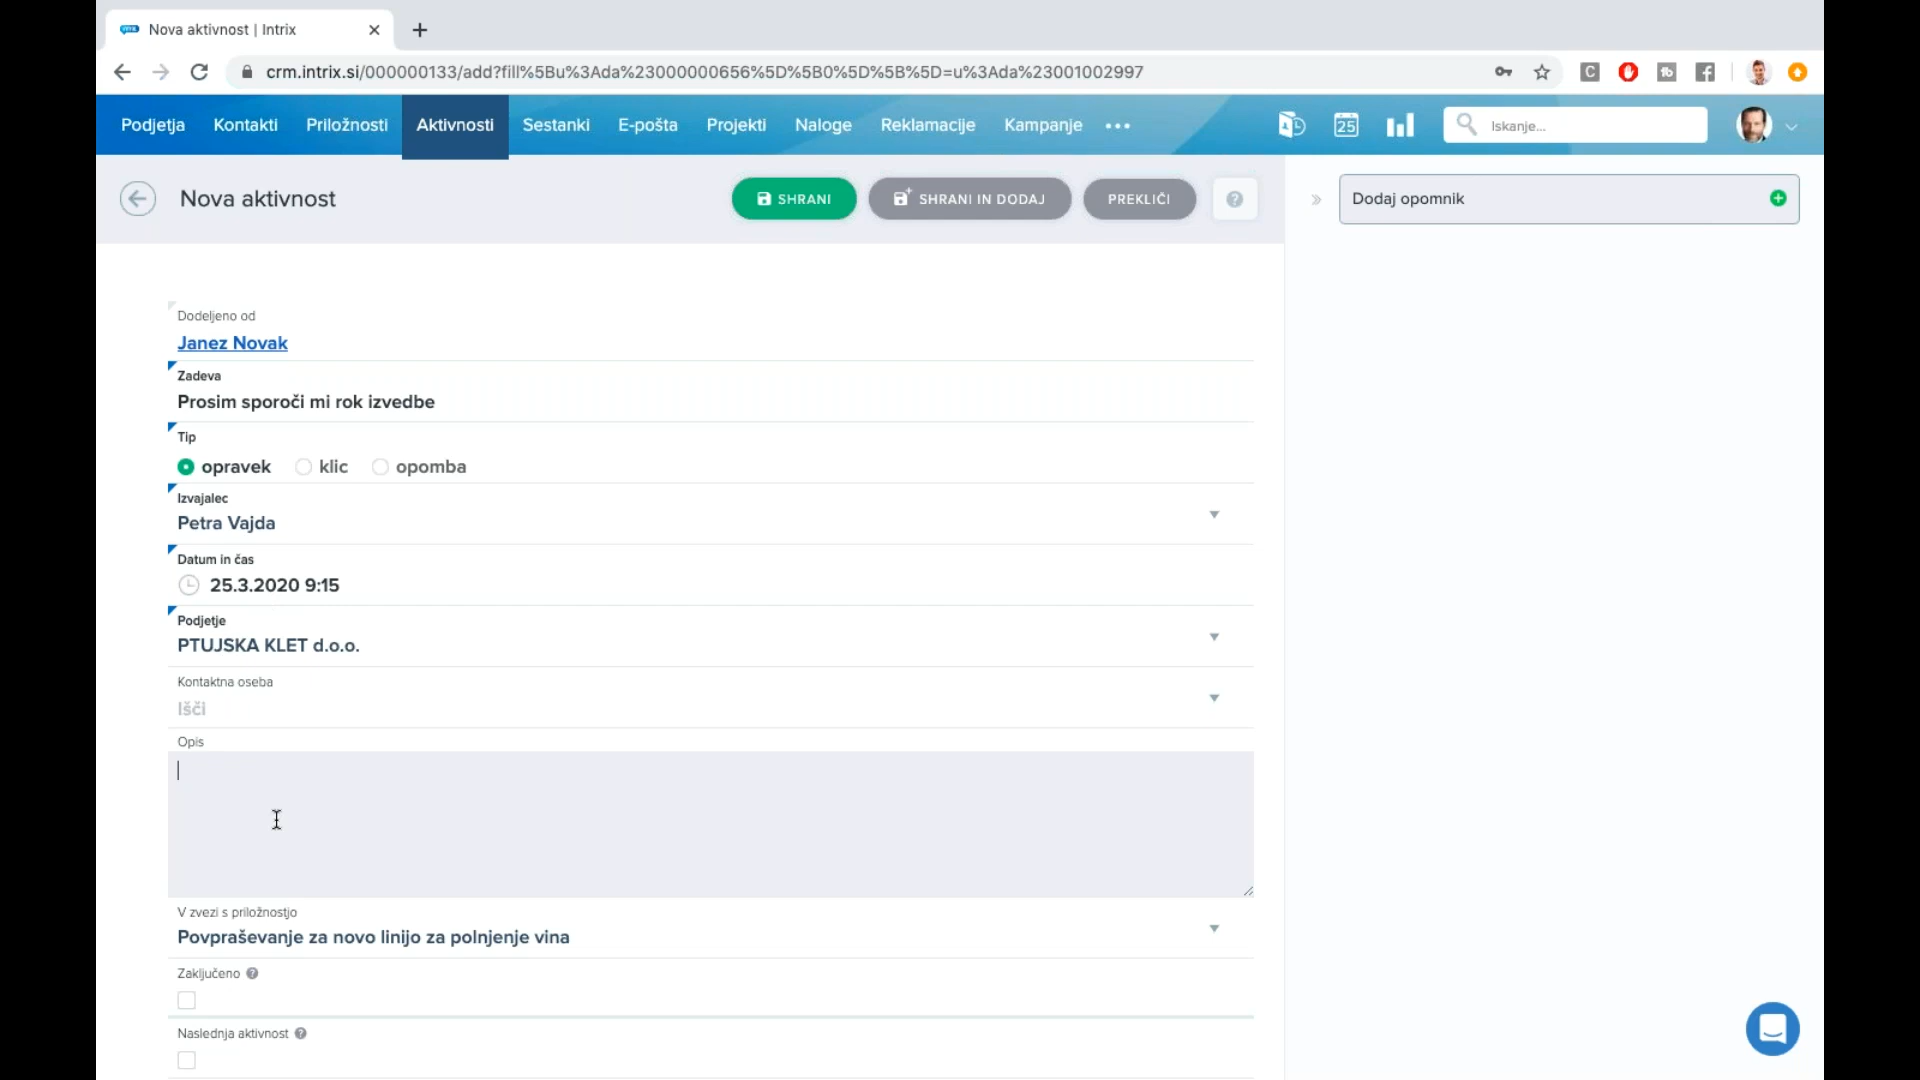 Nova aktivnost | Intrix
crm.intrix.si/000000133/add?fill%5Bu%3Ada%23000000656%5D%5B0%5D%5B%5D=u%3Ada%23001002997
Podjetja Kontakti Priložnosti Aktivnosti Sestanki E-pošta Projekti Naloge Reklamacije Kampanje 25 Iskanje...
Nova aktivnost SHRANI SHRANI IN DODAJ PREKLIČI ? Dodaj opomnik
Dodeljeno od
Janez Novak
Zadeva
Prosim sporoči mi rok izvedbe
Tip
opravek klic opomba
Izvajalec
Petra Vajda
Datum in čas
25.3.2020 9:15
Podjetje
PTUJSKA KLET d.o.o.
Kontaktna oseba
Išči
Opis
V zvezi s priložnostjo
Povpraševanje za novo linijo za polnjenje vina
Zaključeno ?
Naslednja aktivnost ?